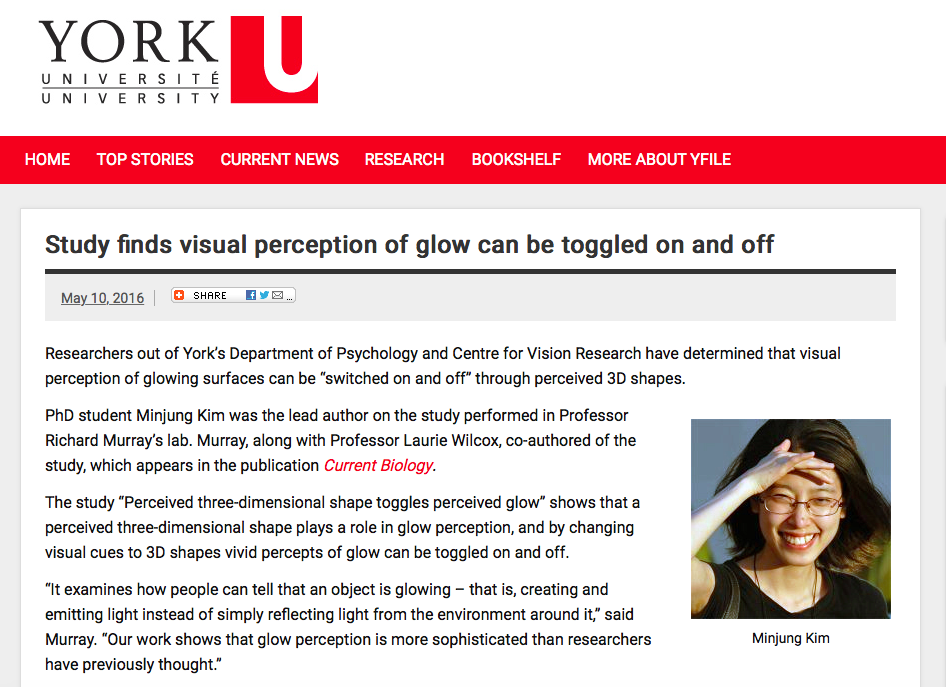 YORK
UNIVERSITÉ
UNIVERSITY
U
HOME TOP STORIES CURRENT NEWS RESEARCH BOOKSHELF MORE ABOUT YFILE
Study finds visual perception of glow can be toggled on and off
May 10, 2016 SHARE ...
Researchers out of York’s Department of Psychology and Centre for Vision Research have determined that visual
perception of glowing surfaces can be “switched on and off” through perceived 3D shapes.
PhD student Minjung Kim was the lead author on the study performed in Professor
Richard Murray’s lab. Murray, along with Professor Laurie Wilcox, co-authored of the
study, which appears in the publication Current Biology.
The study “Perceived three-dimensional shape toggles perceived glow” shows that a
perceived three-dimensional shape plays a role in glow perception, and by changing
visual cues to 3D shapes vivid percepts of glow can be toggled on and off.
“It examines how people can tell that an object is glowing – that is, creating and
emitting light instead of simply reflecting light from the environment around it,” said
Murray. “Our work shows that glow perception is more sophisticated than researchers
have previously thought.”
Minjung Kim